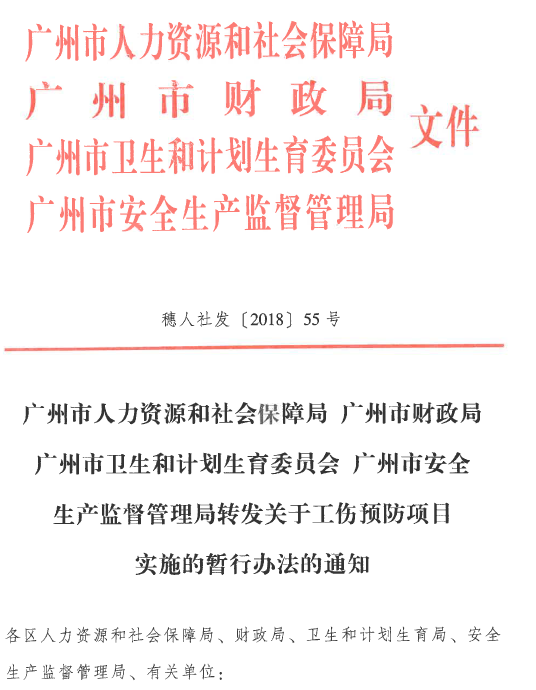 广州市人力资源和社会保障局
广州市财政局
广州市卫生和计划生育委员会
广州市安全生产监督管理局
文件
穗人社发〔2018〕55号
广州市人力资源和社会保障局 广州市财政局
广州市卫生和计划生育委员会 广州市安全
生产监督管理局转发关于工伤预防项目
实施的暂行办法的通知
各区人力资源和社会保障局、财政局、卫生和计划生育局、安全
生产监督管理局、有关单位：